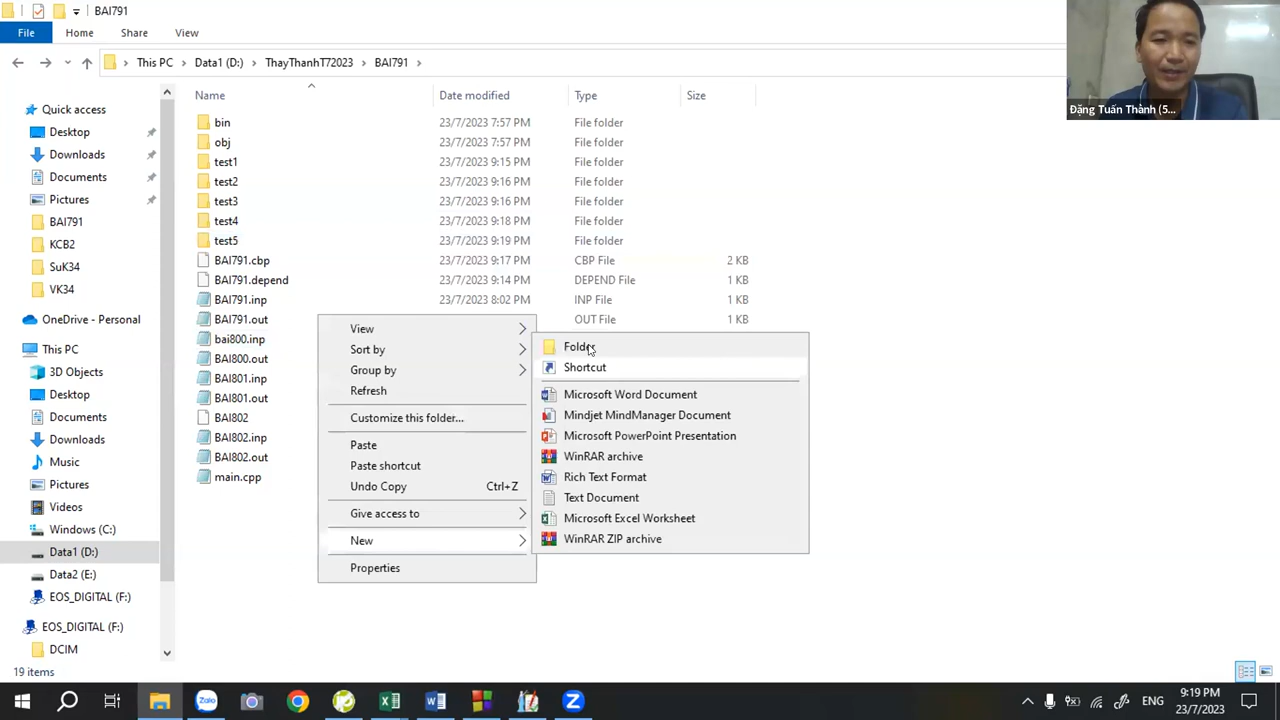 BAI791
File Home Share View
This PC Data1 (D:) ThayThanhT72023 BAI791
Đặng Tuấn Thành (5...
Name Date modified Type Size
Quick access
Desktop
Downloads
Documents
Pictures
BAI791
KCB2
SuK34
VK34
OneDrive - Personal
This PC
3D Objects
Desktop
Documents
Downloads
Music
Pictures
Videos
Windows (C:)
Data1 (D:)
Data2 (E:)
EOS_DIGITAL (F:)
EOS_DIGITAL (F:)
DCIM
bin 23/7/2023 7:57 PM File folder
obj 23/7/2023 7:57 PM File folder
test1 23/7/2023 9:15 PM File folder
test2 23/7/2023 9:16 PM File folder
test3 23/7/2023 9:16 PM File folder
test4 23/7/2023 9:18 PM File folder
test5 23/7/2023 9:19 PM File folder
BAI791.cbp 23/7/2023 9:17 PM CBP File 2 KB
BAI791.depend 23/7/2023 9:14 PM DEPEND File 1 KB
BAI791.inp 23/7/2023 8:02 PM INP File 1 KB
BAI791.out OUT File 1 KB
bai800.inp
BAI800.out
BAI801.inp
BAI801.out
BAI802
BAI802.inp
BAI802.out
main.cpp
View
Sort by
Group by
Refresh
Customize this folder...
Paste
Paste shortcut
Undo Copy Ctrl+Z
Give access to
New
Properties
Folder
Shortcut
Microsoft Word Document
Mindjet MindManager Document
Microsoft PowerPoint Presentation
WinRAR archive
Rich Text Format
Text Document
Microsoft Excel Worksheet
WinRAR ZIP archive
19 items
Zalo
ENG
9:19 PM
23/7/2023